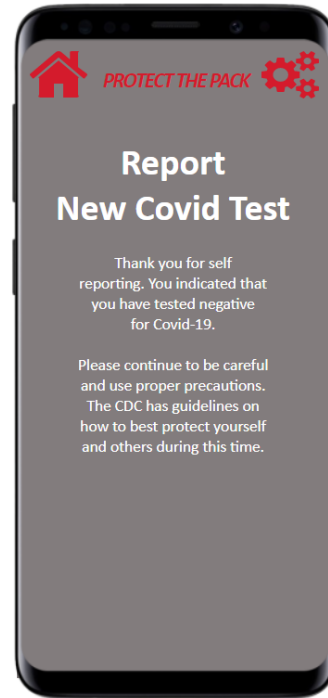 PROTECT THE PACK
Report
New Covid Test
Thank you for self
reporting. You indicated that
you have tested negative
for Covid-19.
Please continue to be careful
and use proper precautions.
The CDC has guidelines on
how to best protect yourself
and others during this time.